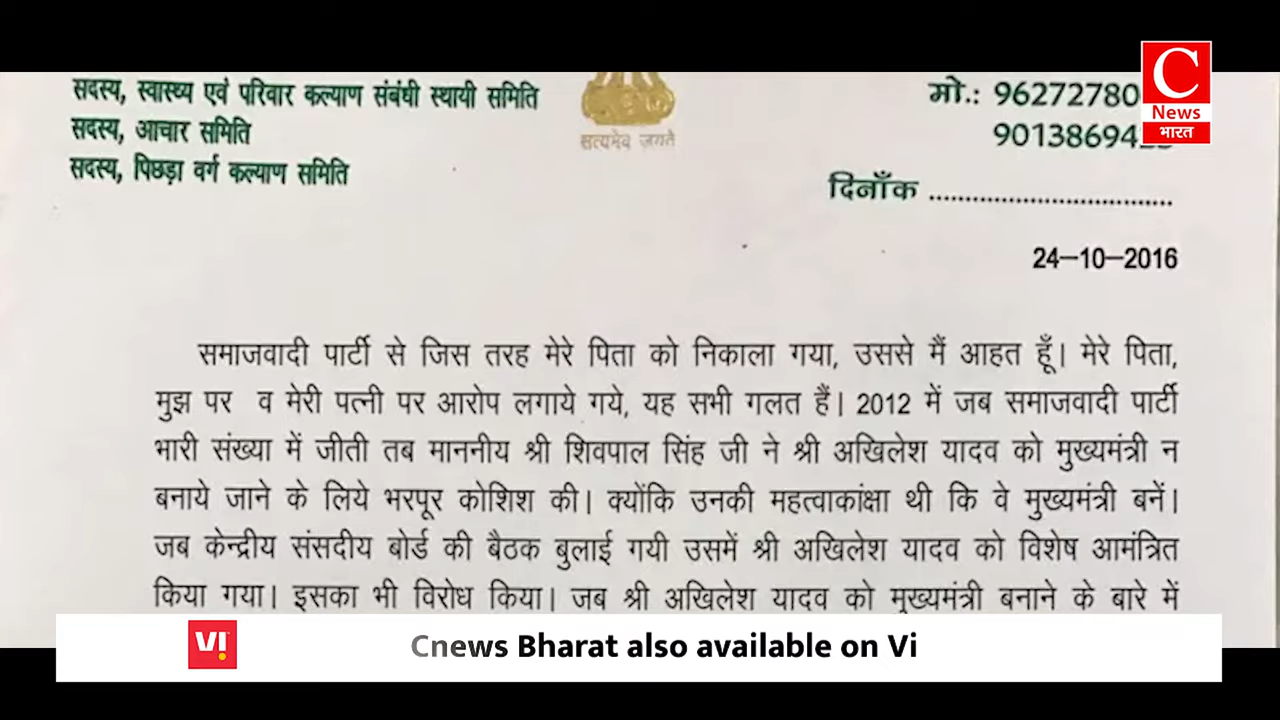 सदस्य, स्वास्थ्य एवं परिवार कल्याण संबंधी स्थायी समिति
सदस्य, आचार समिति
सदस्य, पिछड़ा वर्ग कल्याण समिति
सत्यमेव जयते
मो.: 96272780
9013869423
दिनाँक ....................................
C
News
भारत
24-10-2016
समाजवादी पार्टी से जिस तरह मेरे पिता को निकाला गया, उससे मैं आहत हूँ। मेरे पिता,
मुझ पर व मेरी पत्नी पर आरोप लगाये गये, यह सभी गलत हैं। 2012 में जब समाजवादी पार्टी
भारी संख्या में जीती तब माननीय श्री शिवपाल सिंह जी ने श्री अखिलेश यादव को मुख्यमंत्री न
बनाये जाने के लिये भरपूर कोशिश की। क्योंकि उनकी महत्वाकांक्षा थी कि वे मुख्यमंत्री बनें।
जब केन्द्रीय संसदीय बोर्ड की बैठक बुलाई गयी उसमें श्री अखिलेश यादव को विशेष आमंत्रित
किया गया। इसका भी विरोध किया। जब श्री अखिलेश यादव को मुख्यमंत्री बनाने के बारे में
VI
Cnews Bharat also available on Vi